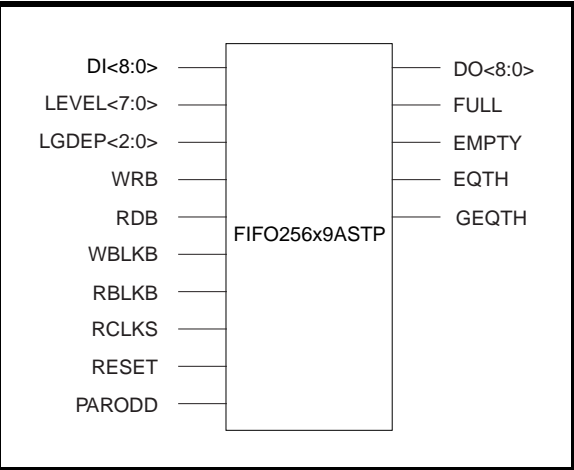 DI<8:0>
DO<8:0>
LEVEL<7:0>
FULL
LGDEP<2:0>
EMPTY
WRB
EQTH
RDB
GEQTH
FIFO256x9ASTP
WBLKB
RBLKB
RCLKS
RESET
PARODD